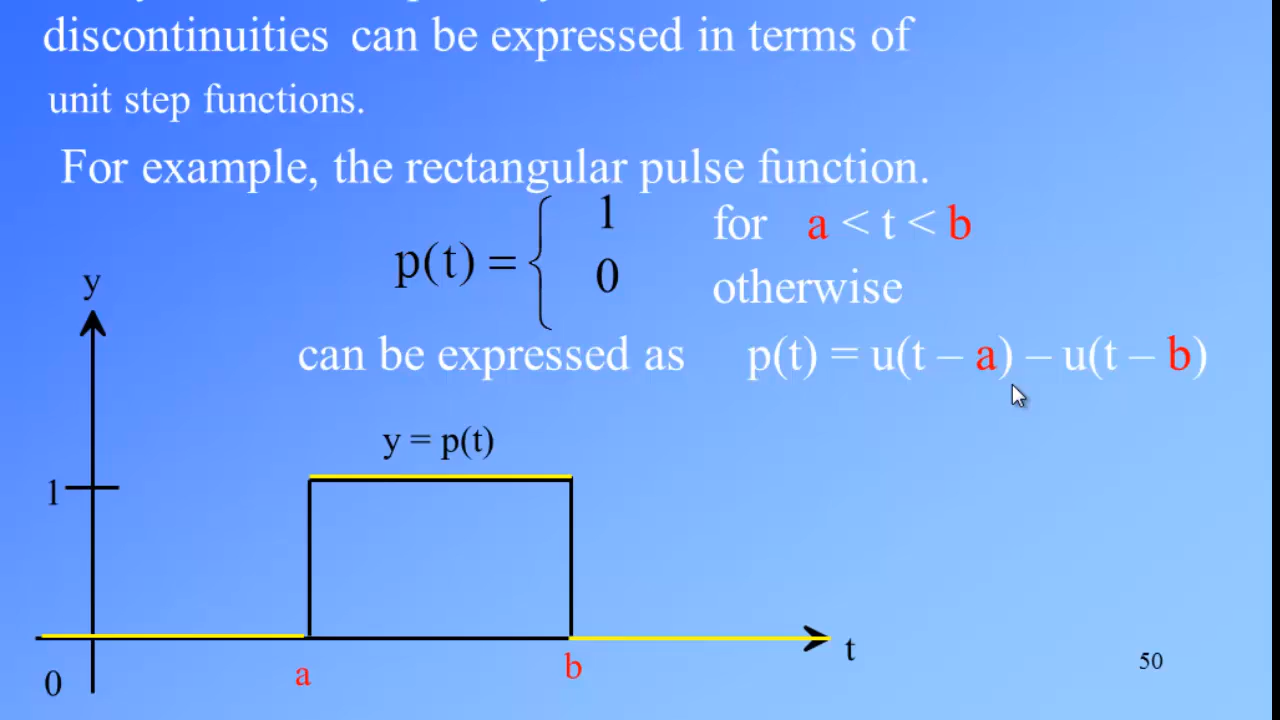 discontinuities can be expressed in terms of
unit step functions.
For example, the rectangular pulse function.
p(t) = { 1 for a < t < b
0 otherwise
can be expressed as p(t) = u(t – a) – u(t – b)
y
y = p(t)
1
t
0
a
b
50